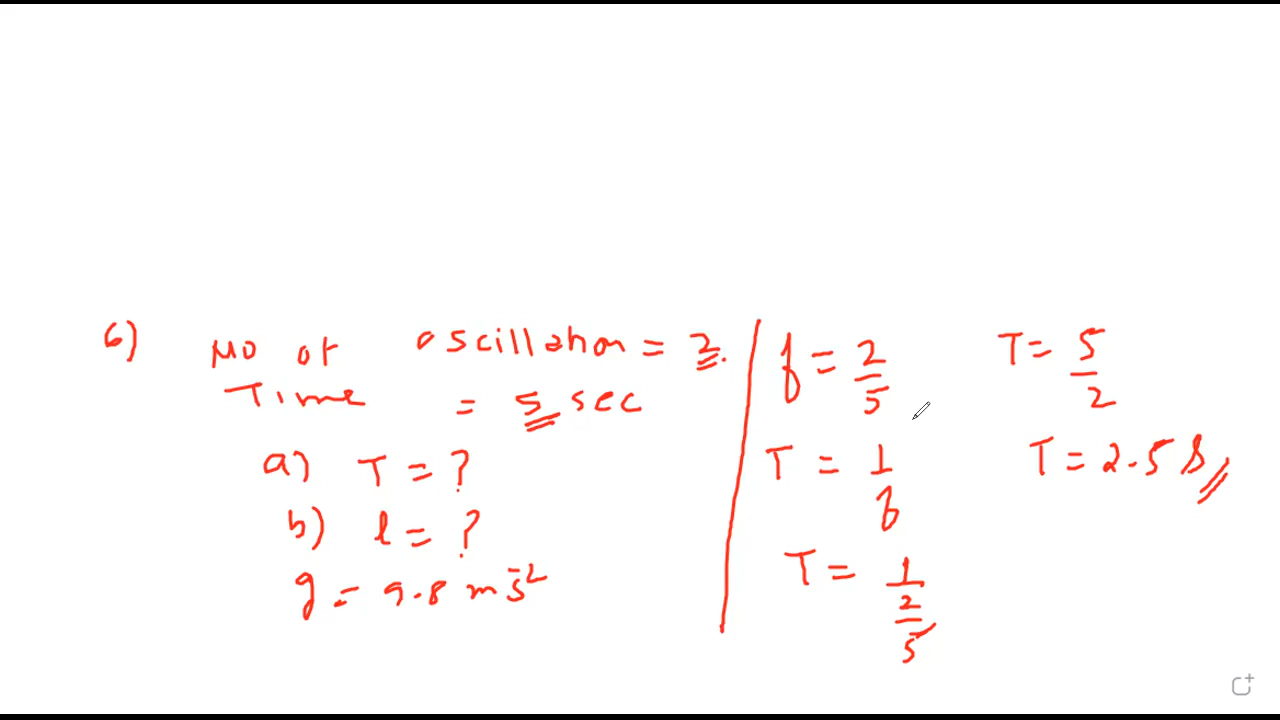 6) No of oscillation = 2.
Time = 5 sec
a) T = ?
b) l = ?
g = 9.8 ms⁻²
f = 2/5
T = 1/f
T = 1/(2/5)
T = 5/2
T = 2.5 s